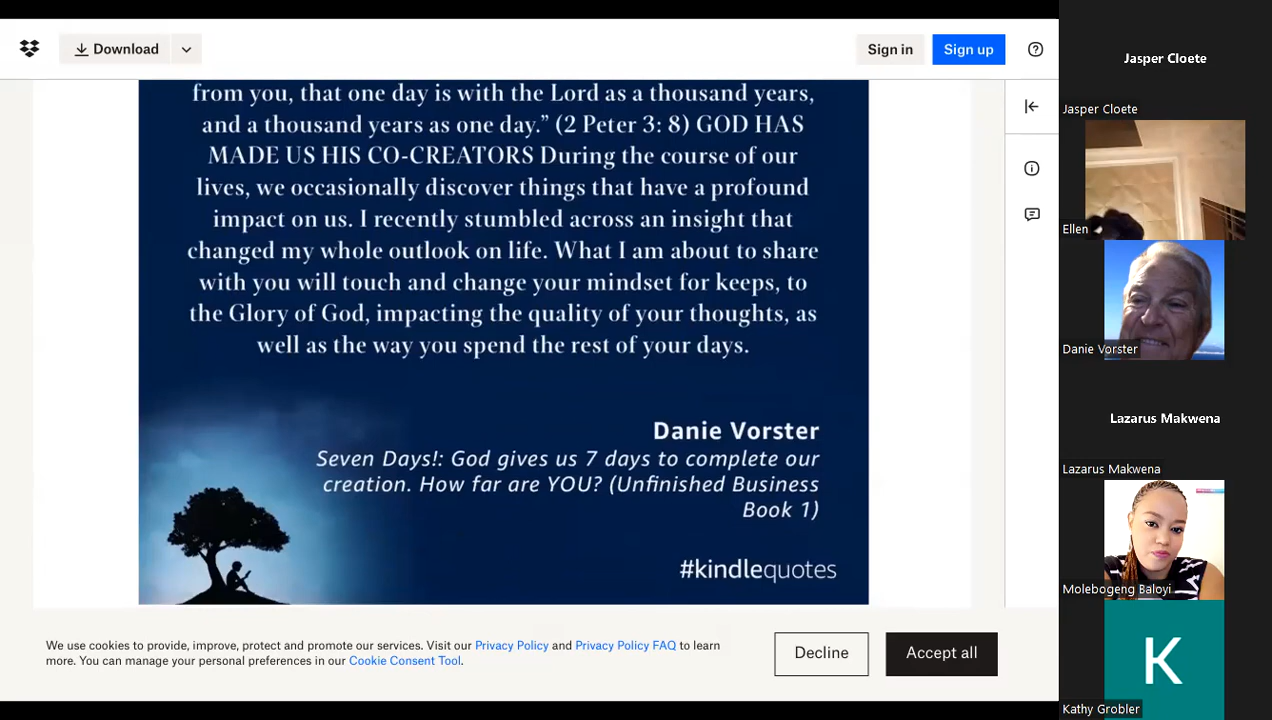 Download
Sign in
Sign up
from you, that one day is with the Lord as a thousand years,
and a thousand years as one day.” (2 Peter 3: 8) GOD HAS
MADE US HIS CO-CREATORS During the course of our
lives, we occasionally discover things that have a profound
impact on us. I recently stumbled across an insight that
changed my whole outlook on life. What I am about to share
with you will touch and change your mindset for keeps, to
the Glory of God, impacting the quality of your thoughts, as
well as the way you spend the rest of your days.
Danie Vorster
Seven Days!: God gives us 7 days to complete our
creation. How far are YOU? (Unfinished Business
Book 1)
#kindlequotes
We use cookies to provide, improve, protect and promote our services. Visit our Privacy Policy and Privacy Policy FAQ to learn
more. You can manage your personal preferences in our Cookie Consent Tool.
Decline
Accept all
Jasper Cloete
Jasper Cloete
Ellen
Danie Vorster
Lazarus Makwena
Lazarus Makwena
Molebogeng Baloyi
K
Kathy Grobler